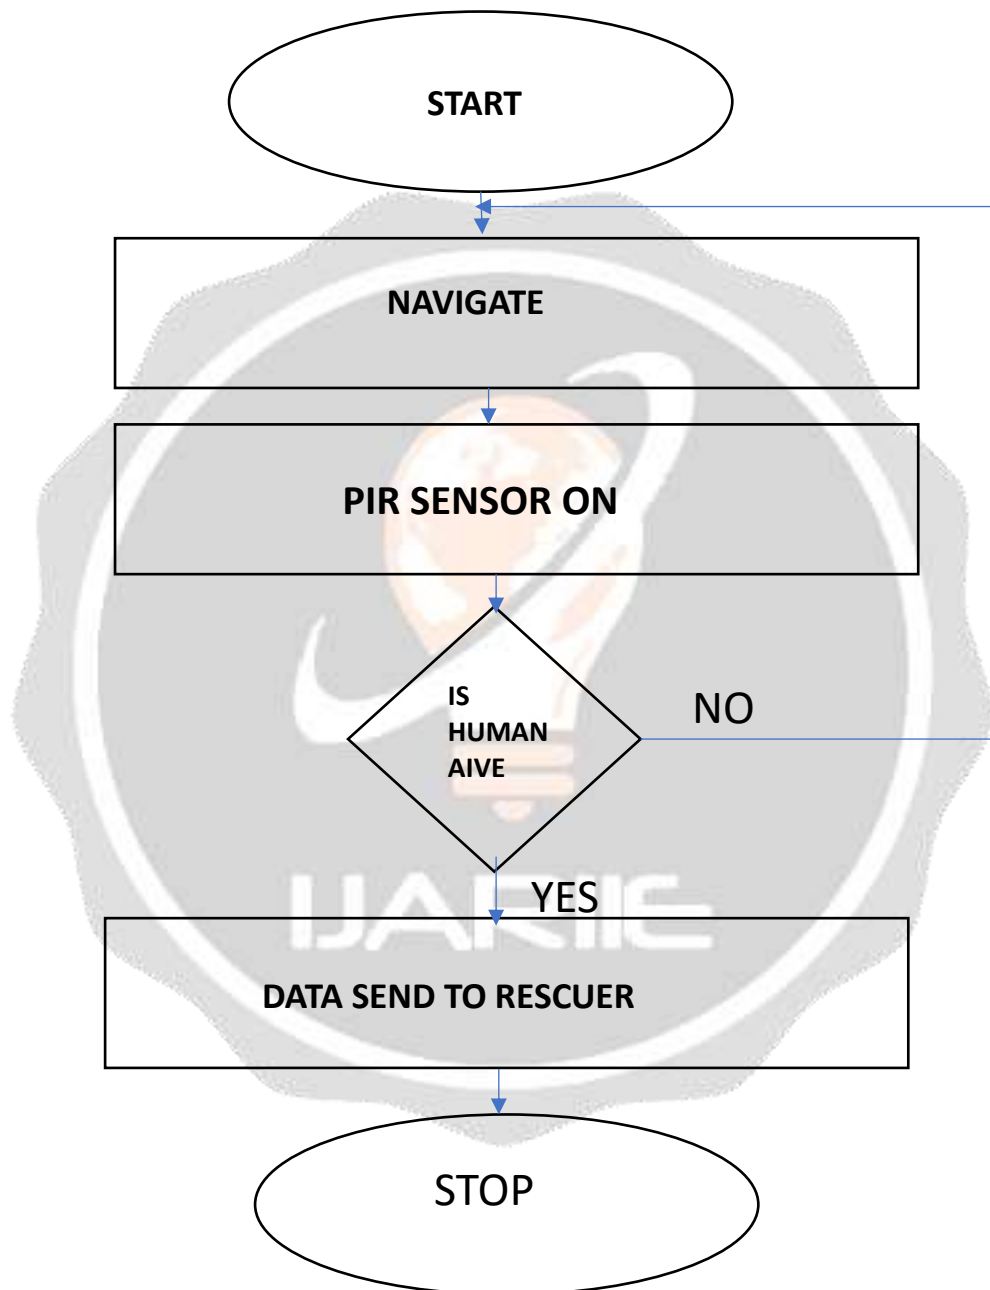 START
NAVIGATE
PIR SENSOR ON
IS
HUMAN
AIVE
NO
YES
IJARIIE
DATA SEND TO RESCUER
STOP